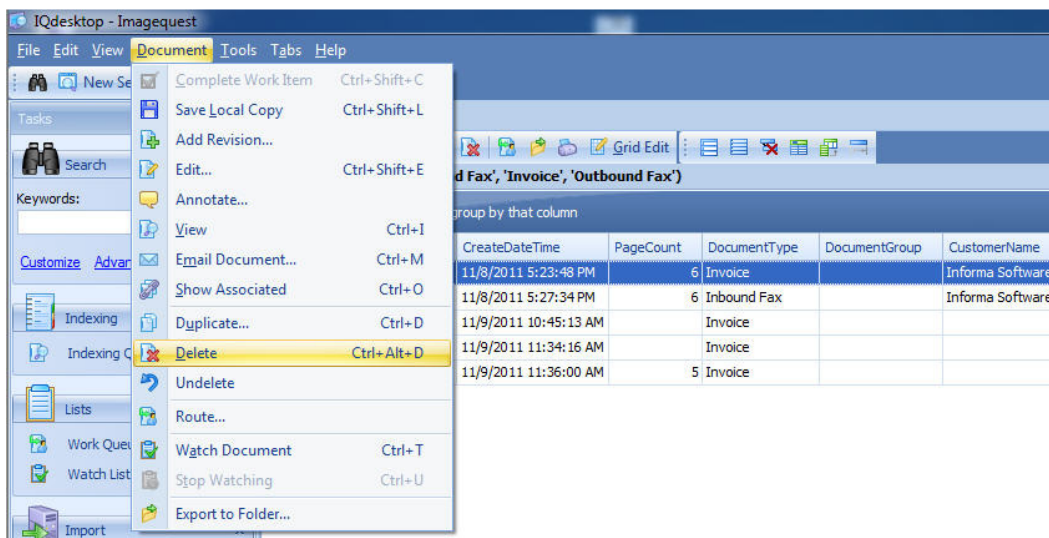 IQdesktop - Imagequest
File Edit View Document Tools Tabs Help
New Se
Complete Work Item Ctrl+Shift+C
Tasks
Save Local Copy Ctrl+Shift+L
Add Revision...
Grid Edit
Search
Edit... Ctrl+Shift+E
d Fax', 'Invoice', 'Outbound Fax')
Keywords:
Annotate...
group by that column
View Ctrl+I
CreateDateTime PageCount DocumentType DocumentGroup CustomerName
Customize Advan
Email Document... Ctrl+M
11/8/2011 5:23:48 PM 6 Invoice Informa Software
Show Associated Ctrl+O
11/8/2011 5:27:34 PM 6 Inbound Fax Informa Software
Indexing
Duplicate... Ctrl+D
11/9/2011 10:45:13 AM Invoice
Indexing Q
Delete Ctrl+Alt+D
11/9/2011 11:34:16 AM Invoice
Undelete
11/9/2011 11:36:00 AM 5 Invoice
Lists
Route...
Work Queu
Watch Document Ctrl+T
Watch List
Stop Watching Ctrl+U
Export to Folder...
Import